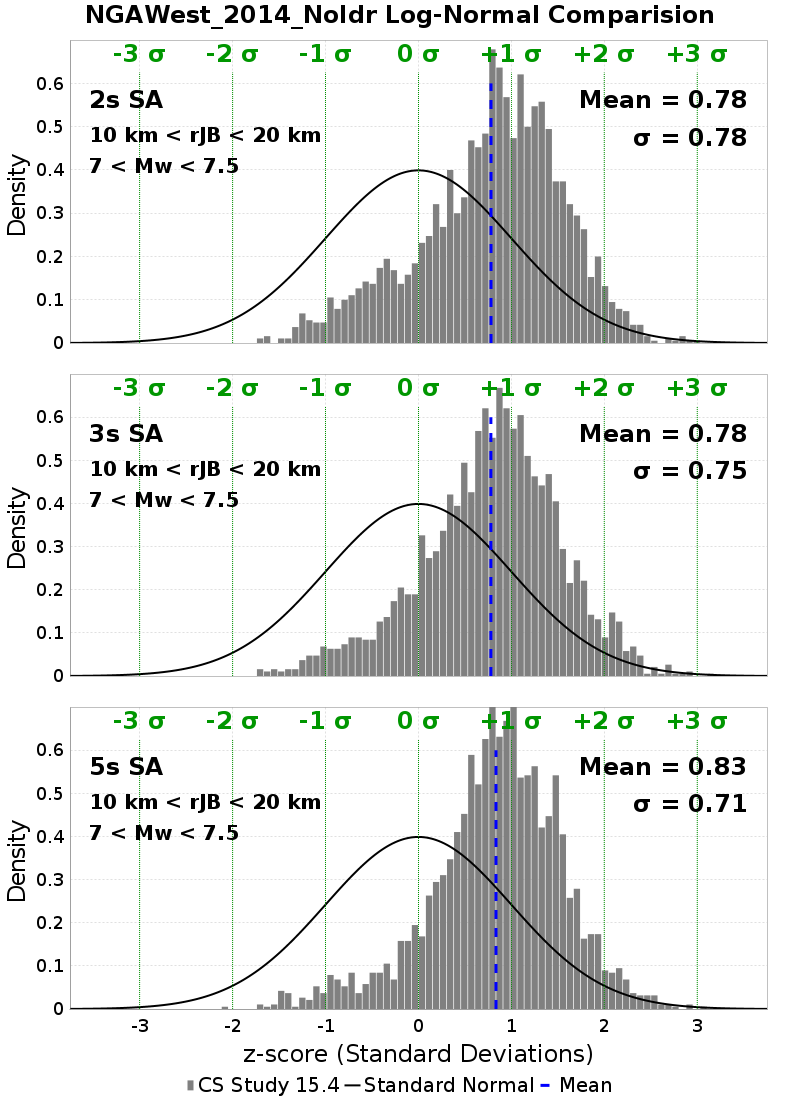 NGAWest_2014_NoIdr Log-Normal Comparision
-3 σ -2 σ -1 σ 0 σ +1 σ +2 σ +3 σ
2s SA Mean = 0.78
10 km < rJB < 20 km σ = 0.78
7 < Mw < 7.5
Density
0.6
0.5
0.4
0.3
0.2
0.1
0
-3 σ -2 σ -1 σ 0 σ +1 σ +2 σ +3 σ
3s SA Mean = 0.78
10 km < rJB < 20 km σ = 0.75
7 < Mw < 7.5
Density
0.6
0.5
0.4
0.3
0.2
0.1
0
-3 σ -2 σ -1 σ 0 σ +1 σ +2 σ +3 σ
5s SA Mean = 0.83
10 km < rJB < 20 km σ = 0.71
7 < Mw < 7.5
Density
0.6
0.5
0.4
0.3
0.2
0.1
0
-3 -2 -1 0 1 2 3
z-score (Standard Deviations)
CS Study 15.4 Standard Normal Mean